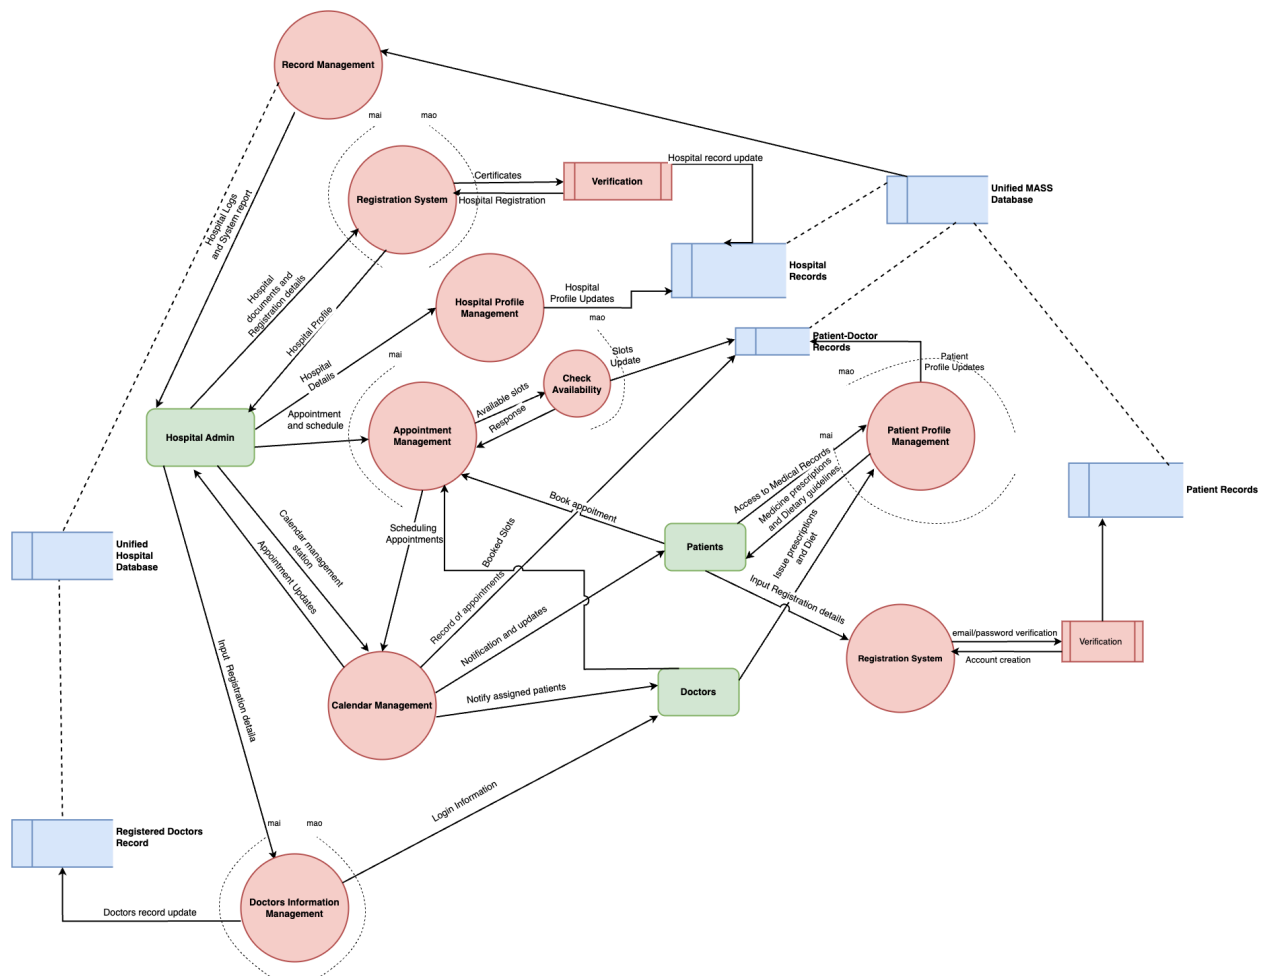 Record Management
mai
mao
Hospital record update
Certificates
Verification
Hospital Registration
Registration System
Unified MASS
Database
Hospital Logs
and System report
Hospital
documents and
Registration details
Hospital Profile
Hospital Profile
Management
Hospital
Profile Updates
Hospital
Records
mao
Slots
Update
Patient-Doctor
Records
mai
Hospital
Details
Check
Availability
Patient
Profile Updates
mao
Available slots
Response
Appointment
and schedule
Hospital Admin
Appointment
Management
Patient Profile
Management
mai
Access to Medical Records
Medicine prescriptions
and Dietary guidelines
Patient Records
Book appoitment
Scheduling
Appointments
Booked Slots
Issue prescriptions
and Diet
Patients
Calendar management
station
Appointment Updates
Unified
Hospital
Database
Record of appointments
Notification and updates
Input Registration details
email/password verification
Account creation
Verification
Registration System
Input Registration detaila
Notify assigned patients
Doctors
Calendar Management
Login Information
mai
mao
Registered Doctors
Record
Doctors Information
Management
Doctors record update